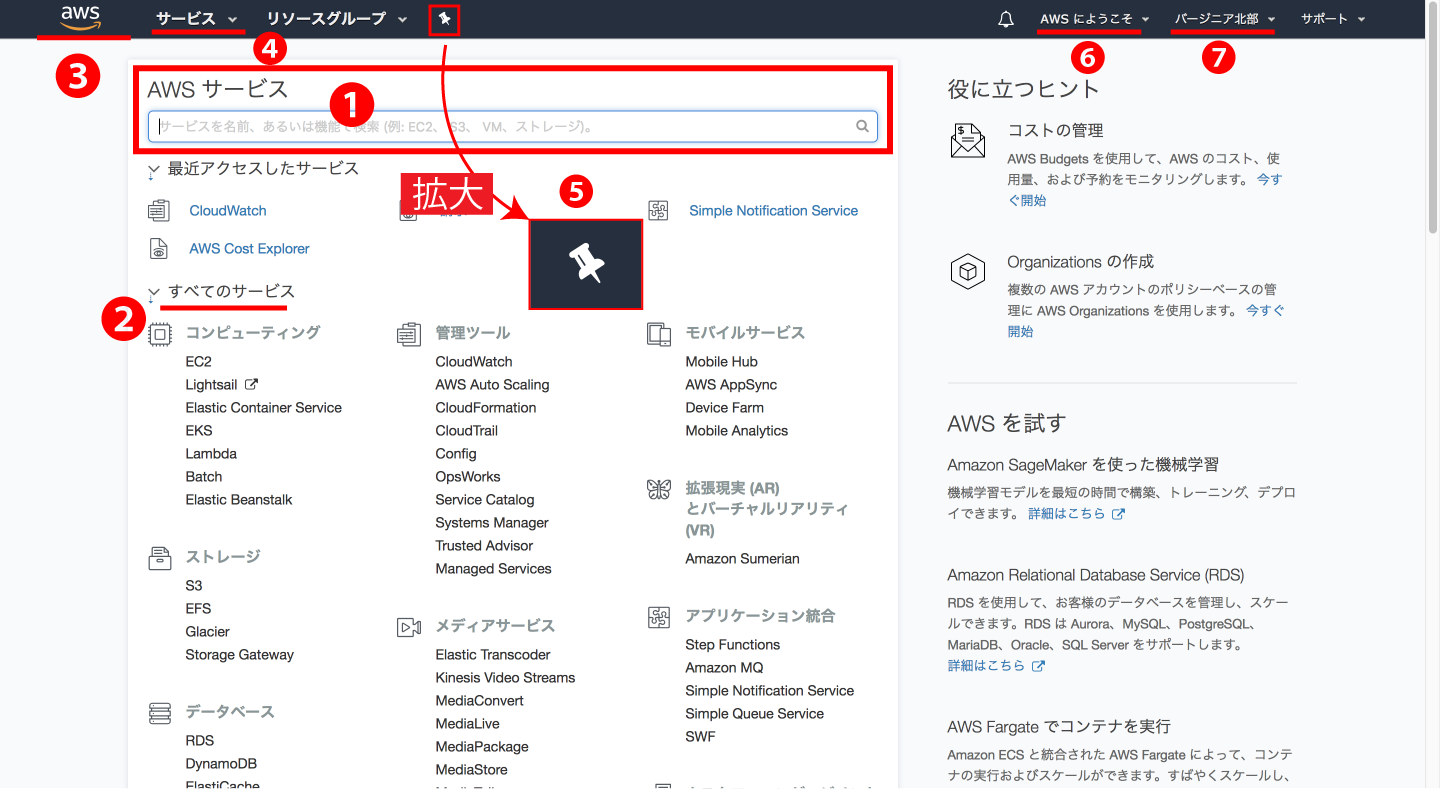 aws
サービス
リソースグループ
AWS にようこそ
バージニア北部
サポート
3
4
6
7
AWS サービス
1
サービスを名前、あるいは機能で検索 (例: EC2、 S3、 VM、ストレージ)。
最近アクセスしたサービス
CloudWatch
拡大
5
Simple Notification Service
AWS Cost Explorer
2
すべてのサービス
コンピューティング
EC2
Lightsail
Elastic Container Service
EKS
Lambda
Batch
Elastic Beanstalk
ストレージ
S3
EFS
Glacier
Storage Gateway
データベース
RDS
DynamoDB
ElastiCache
管理ツール
CloudWatch
AWS Auto Scaling
CloudFormation
CloudTrail
Config
OpsWorks
Service Catalog
Systems Manager
Trusted Advisor
Managed Services
メディアサービス
Elastic Transcoder
Kinesis Video Streams
MediaConvert
MediaLive
MediaPackage
MediaStore
モバイルサービス
Mobile Hub
AWS AppSync
Device Farm
Mobile Analytics
拡張現実 (AR)
とバーチャルリアリティ
(VR)
Amazon Sumerian
アプリケーション統合
Step Functions
Amazon MQ
Simple Notification Service
Simple Queue Service
SWF
役に立つヒント
コストの管理
AWS Budgets を使用して、AWS のコスト、使
用量、および予約をモニタリングします。 今す
ぐ開始
Organizations の作成
複数の AWS アカウントのポリシーベースの管
理に AWS Organizations を使用します。 今すぐ
開始
AWS を試す
Amazon SageMaker を使った機械学習
機械学習モデルを最短の時間で構築、トレーニング、デプロ
イできます。 詳細はこちら
Amazon Relational Database Service (RDS)
RDS を使用して、お客様のデータベースを管理し、スケー
ルできます。RDS は Aurora、MySQL、PostgreSQL、
MariaDB、Oracle、SQL Server をサポートします。
詳細はこちら
AWS Fargate でコンテナを実行
Amazon ECS と統合された AWS Fargate によって、コンテ
ナの実行およびスケールができます。すばやくスケールし、